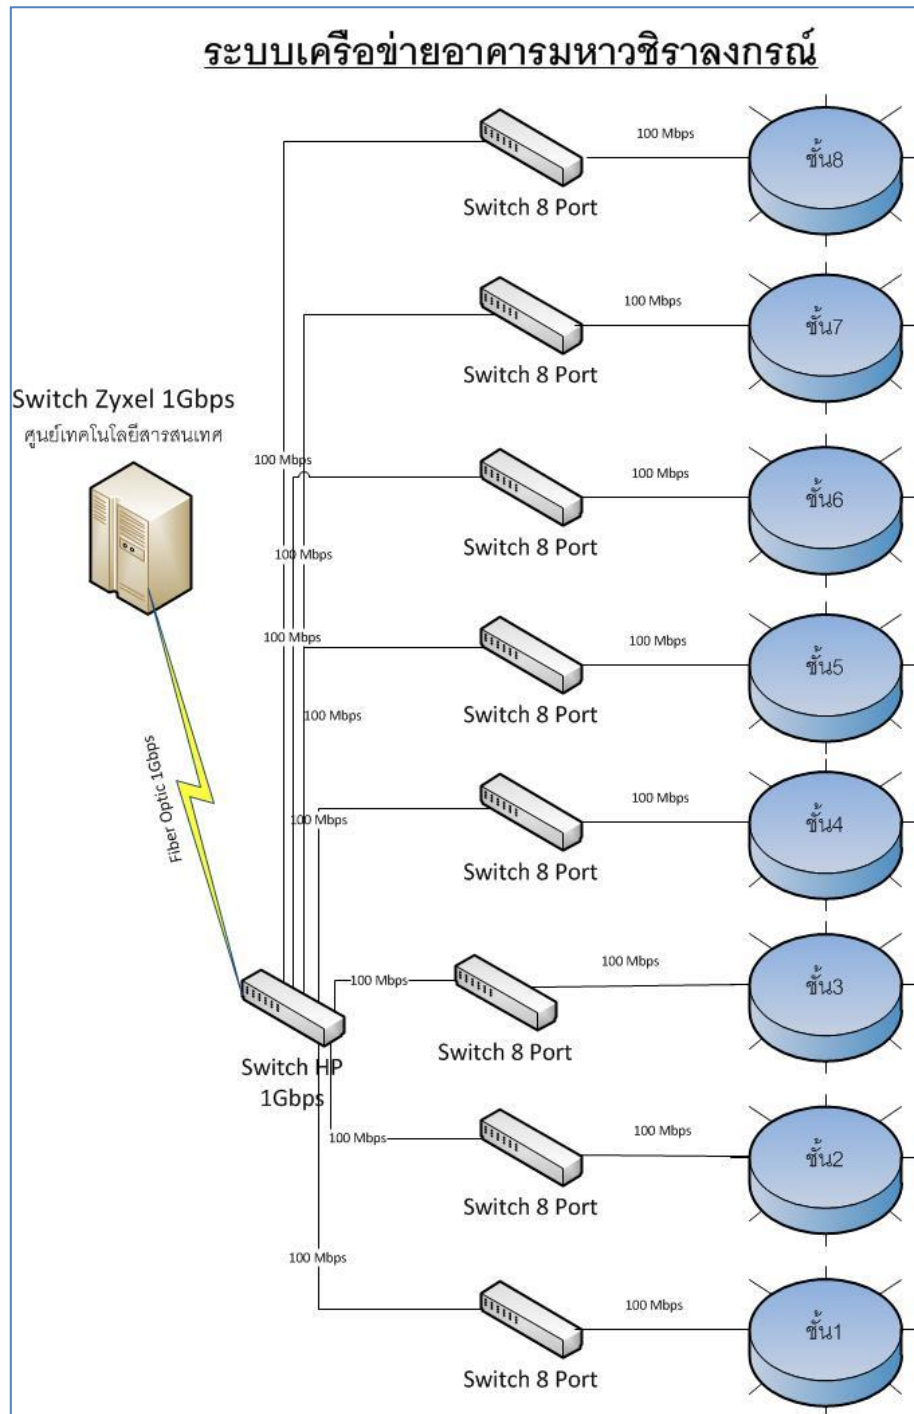 ระบบเครือข่ายอาคารมหาวชิราลงกรณ์
100 Mbps
ชั้น8
Switch 8 Port
100 Mbps
ชั้น7
Switch 8 Port
Switch Zyxel 1Gbps
ศูนย์เทคโนโลยีสารสนเทศ
100 Mbps
100 Mbps
ชั้น6
Switch 8 Port
100 Mbps
100 Mbps
100 Mbps
ชั้น5
Switch 8 Port
100 Mbps
Fiber Optic 1Gbps
100 Mbps
100 Mbps
ชั้น4
Switch 8 Port
100 Mbps
100 Mbps
ชั้น3
Switch 8 Port
Switch HP
1Gbps
100 Mbps
100 Mbps
ชั้น2
Switch 8 Port
100 Mbps
100 Mbps
ชั้น1
Switch 8 Port